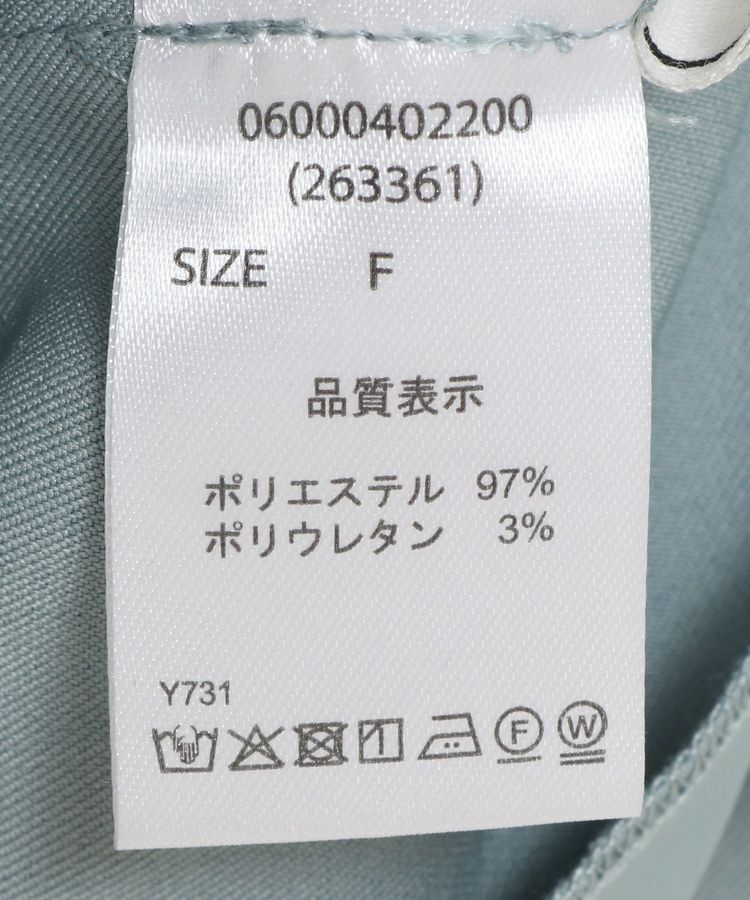 06000402200
(263361)
SIZE F
品質表示
ポリエステル 97%
ポリウレタン 3%
Y731
F W